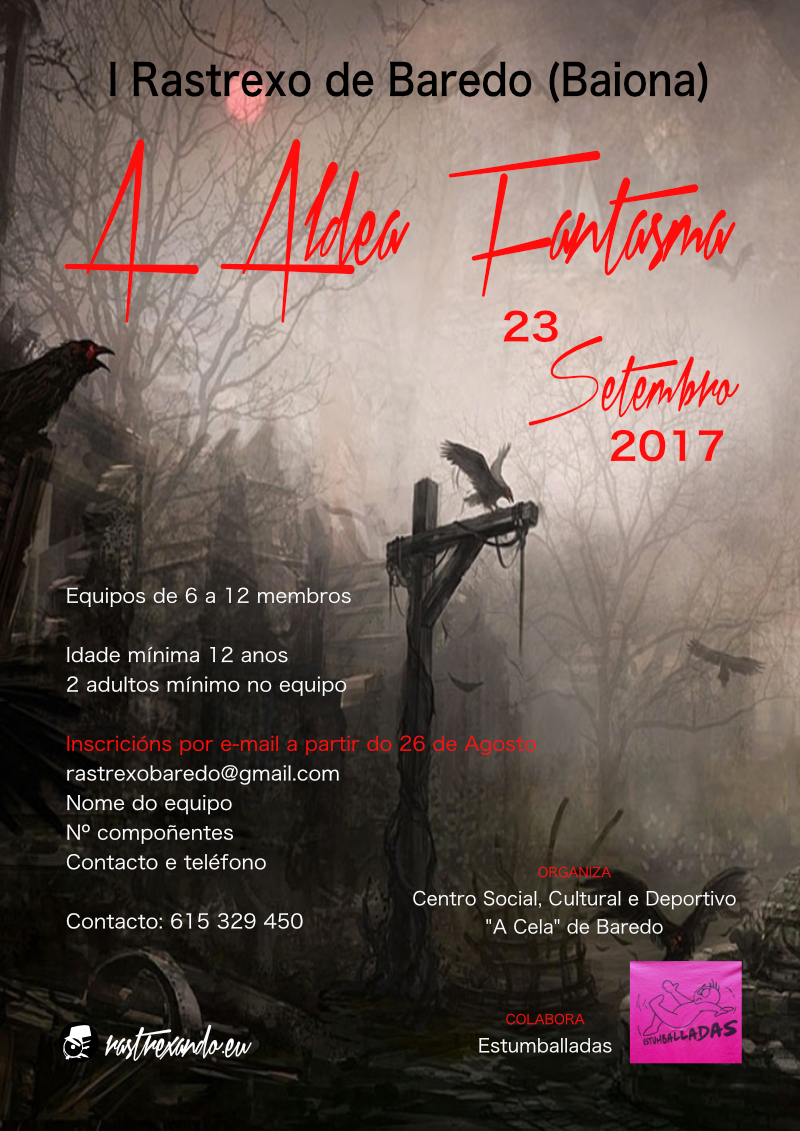 I Rastrexo de Baredo (Baiona)
A Aldea Fantasma
23
Setembro
2017
Equipos de 6 a 12 membros
Idade mínima 12 anos
2 adultos mínimo no equipo
Inscricións por e-mail a partir do 26 de Agosto
rastrexobaredo@gmail.com
Nome do equipo
Nº compoñentes
Contacto e teléfono
Contacto: 615 329 450
ORGANIZA
Centro Social, Cultural e Deportivo
"A Cela" de Baredo
COLABORA
Estumballadas
ESTUMBALLADAS
rastrexando.eu